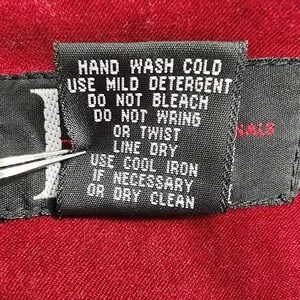 HAND WASH COLD
USE MILD DETERGENT
DO NOT BLEACH
DO NOT WRING
OR TWIST
LINE DRY
USE COOL IRON
IF NECESSARY
OR DRY CLEAN